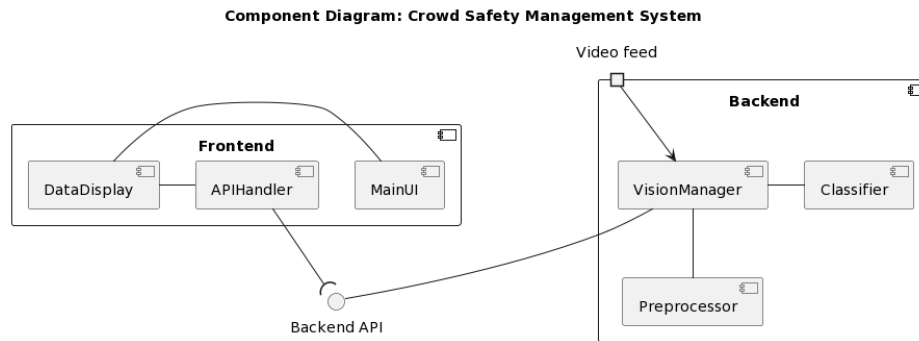 Component Diagram: Crowd Safety Management System
Video feed
Backend
Frontend
DataDisplay
APIHandler
MainUI
VisionManager
Classifier
Preprocessor
Backend API